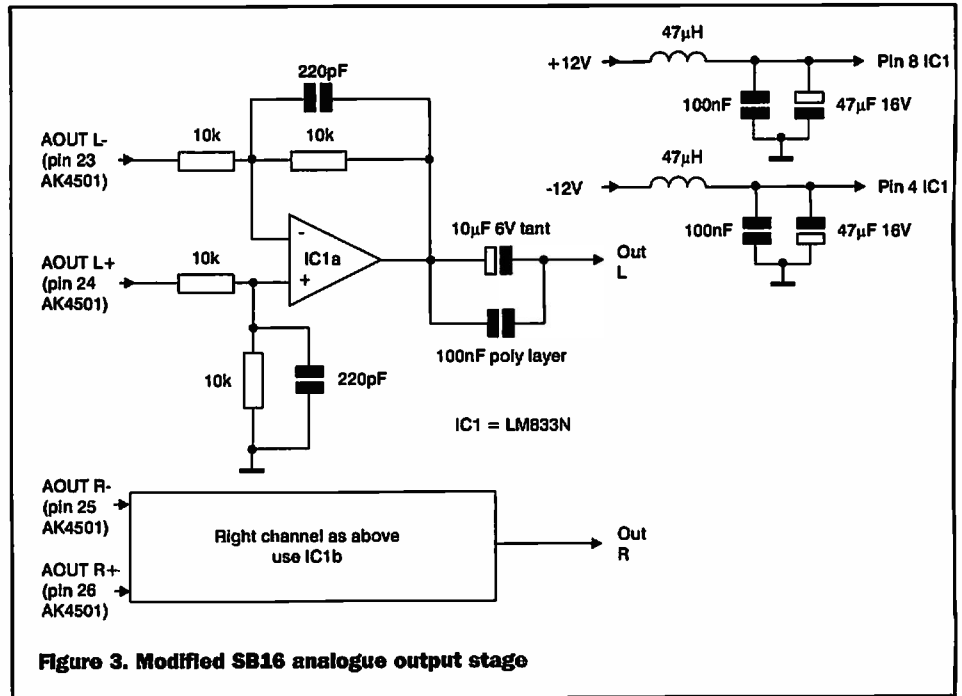 47µH
+12V
Pin 8 IC1
100nF
47µF 16V
47µH
-12V
Pin 4 IC1
100nF
47µF 16V
220pF
AOUT L-
(pin 23
AK4501)
10k
10k
AOUT L+
(pin 24
AK4501)
10k
-
+
IC1a
10µF 6V tant
Out
L
100nF poly layer
10k
220pF
IC1 = LM833N
AOUT R-
(pin 25
AK4501)
AOUT R+
(pin 26
AK4501)
Right channel as above
use IC1b
Out
R
Figure 3. Modified SB16 analogue output stage